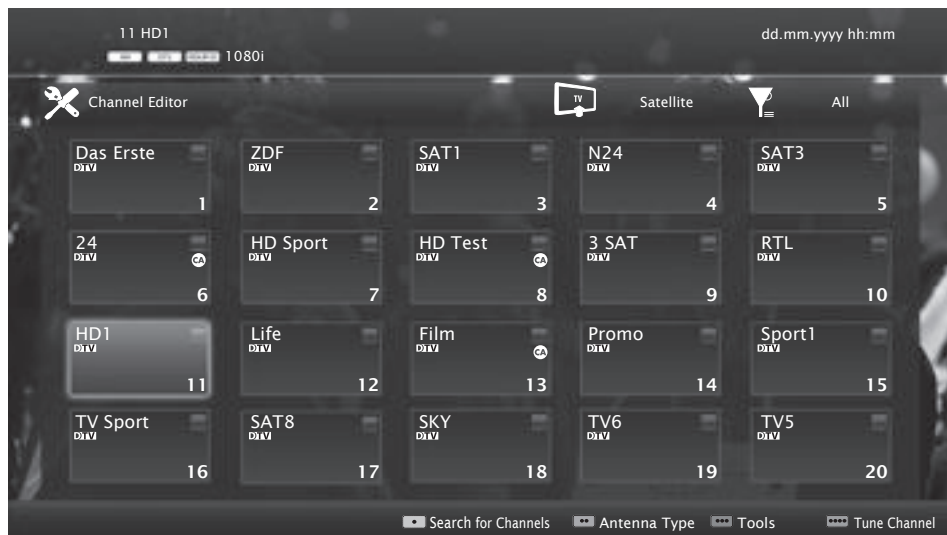 11 HD1
dd.mm.yyyy hh:mm
1080i
Channel Editor
TV
Satellite
All
Das Erste
DTV
1
ZDF
DTV
2
SAT1
DTV
3
N24
DTV
4
SAT3
DTV
5
24
DTV
CA
6
HD Sport
DTV
7
HD Test
DTV
CA
8
3 SAT
DTV
9
RTL
DTV
10
HD1
DTV
11
Life
DTV
12
Film
DTV
CA
13
Promo
DTV
14
Sport1
DTV
15
TV Sport
DTV
16
SAT8
DTV
17
SKY
DTV
18
TV6
DTV
19
TV5
DTV
20
Search for Channels
Antenna Type
Tools
Tune Channel